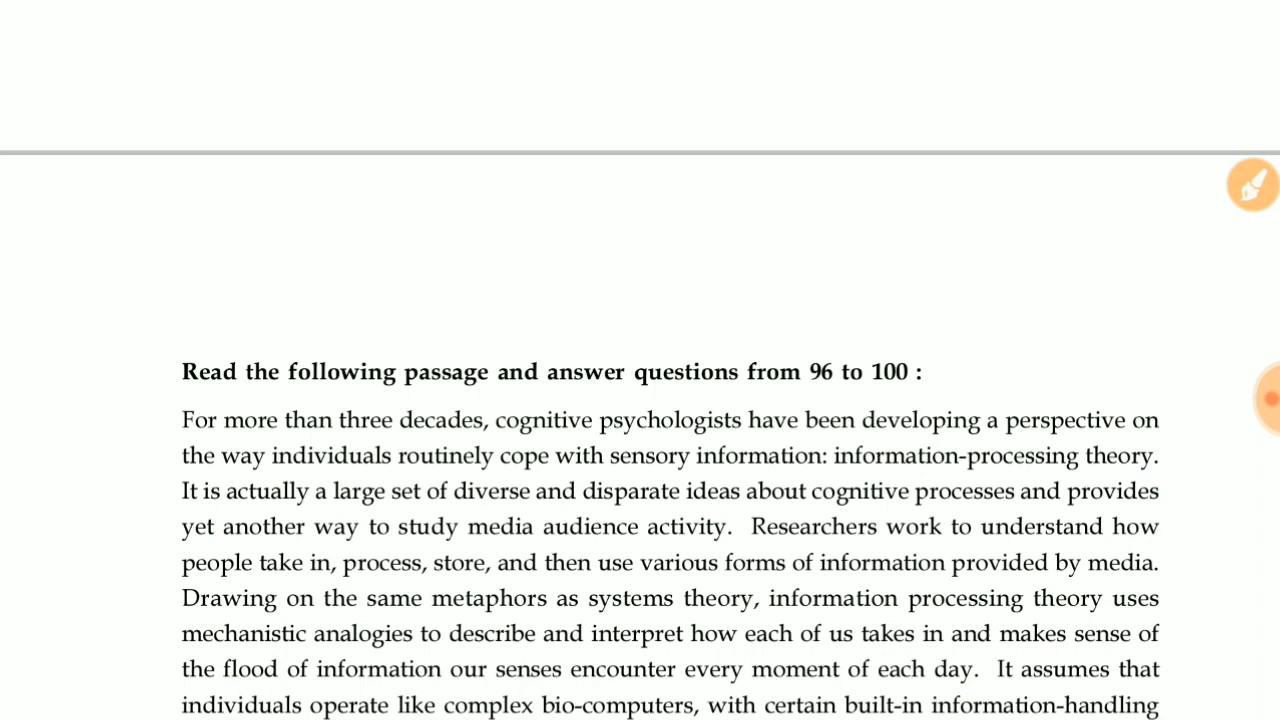 Read the following passage and answer questions from 96 to 100 :
For more than three decades, cognitive psychologists have been developing a perspective on
the way individuals routinely cope with sensory information: information-processing theory.
It is actually a large set of diverse and disparate ideas about cognitive processes and provides
yet another way to study media audience activity. Researchers work to understand how
people take in, process, store, and then use various forms of information provided by media.
Drawing on the same metaphors as systems theory, information processing theory uses
mechanistic analogies to describe and interpret how each of us takes in and makes sense of
the flood of information our senses encounter every moment of each day. It assumes that
individuals operate like complex bio-computers, with certain built-in information-handling